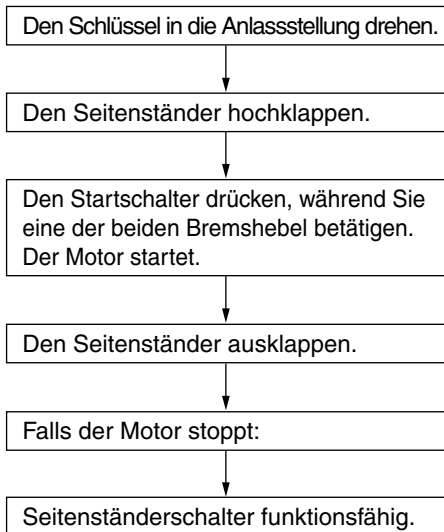 Den Schlüssel in die Anlassstellung drehen.
Den Seitenständer hochklappen.
Den Startschalter drücken, während Sie
eine der beiden Bremshebel betätigen.
Der Motor startet.
Den Seitenständer ausklappen.
Falls der Motor stoppt:
Seitenständerschalter funktionsfähig.